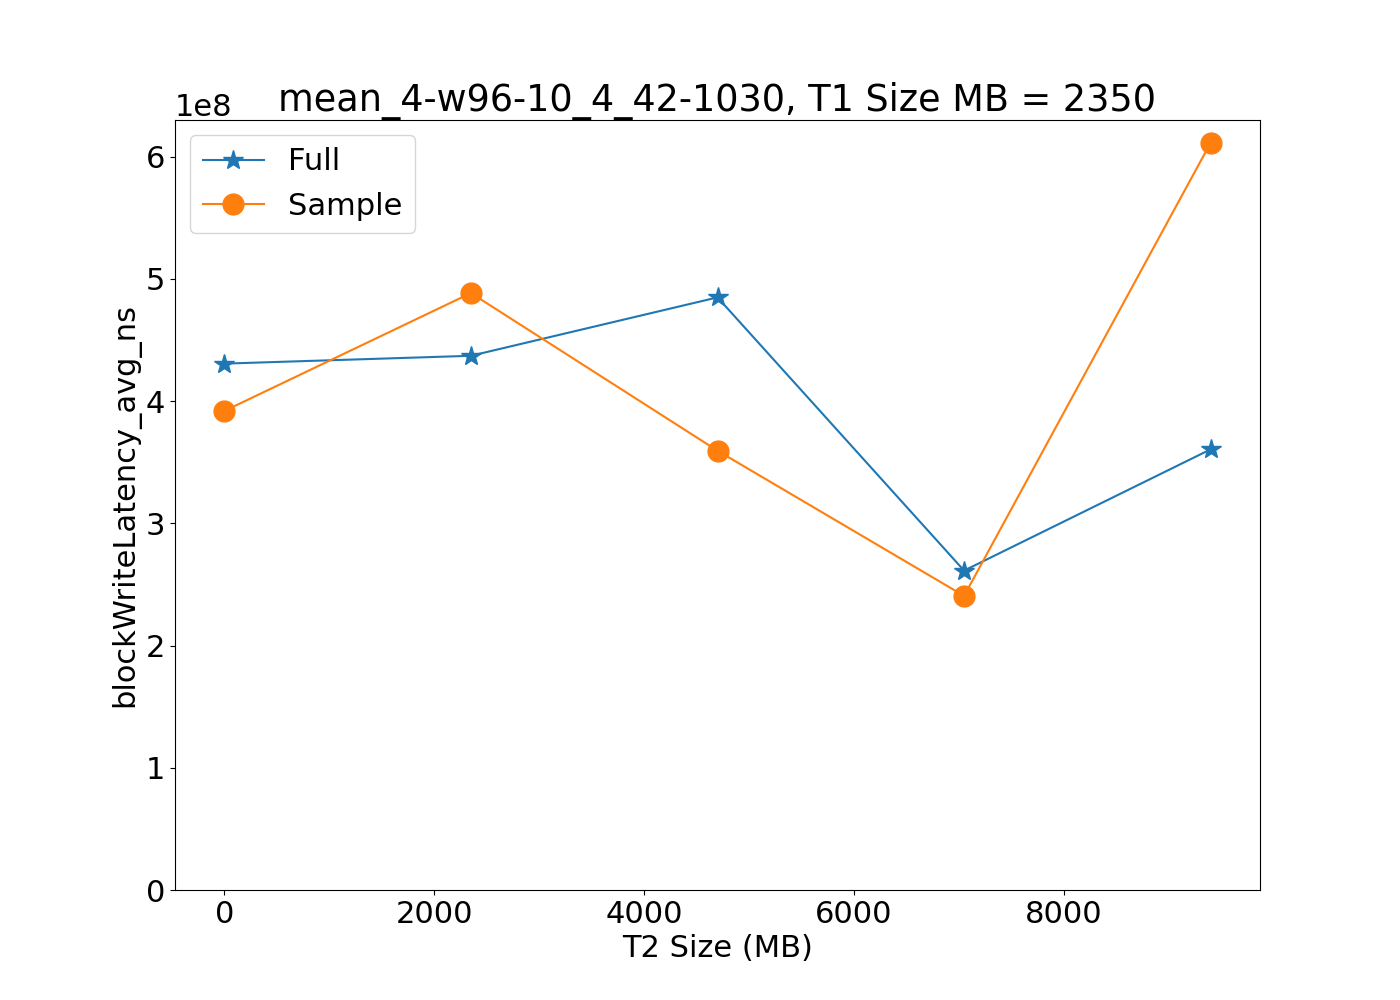 1e8
mean_4-w96-10_4_42-1030, T1 Size MB = 2350
Full
Sample
6
5
4
3
2
1
0
blockWriteLatency_avg_ns
0 2000 4000 6000 8000
T2 Size (MB)